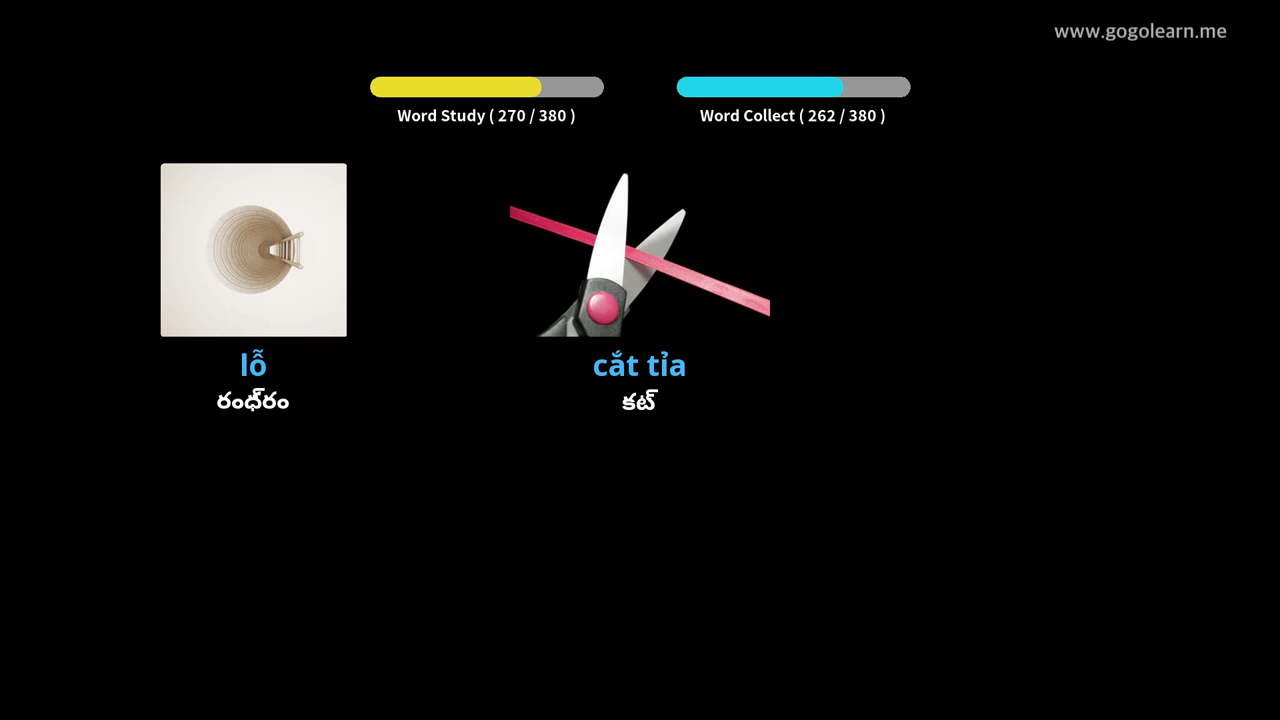 www.gogolearn.me
Word Study ( 270 / 380 )
Word Collect ( 262 / 380 )
lỗ
రంధ్రం
cắt tỉa
కట్